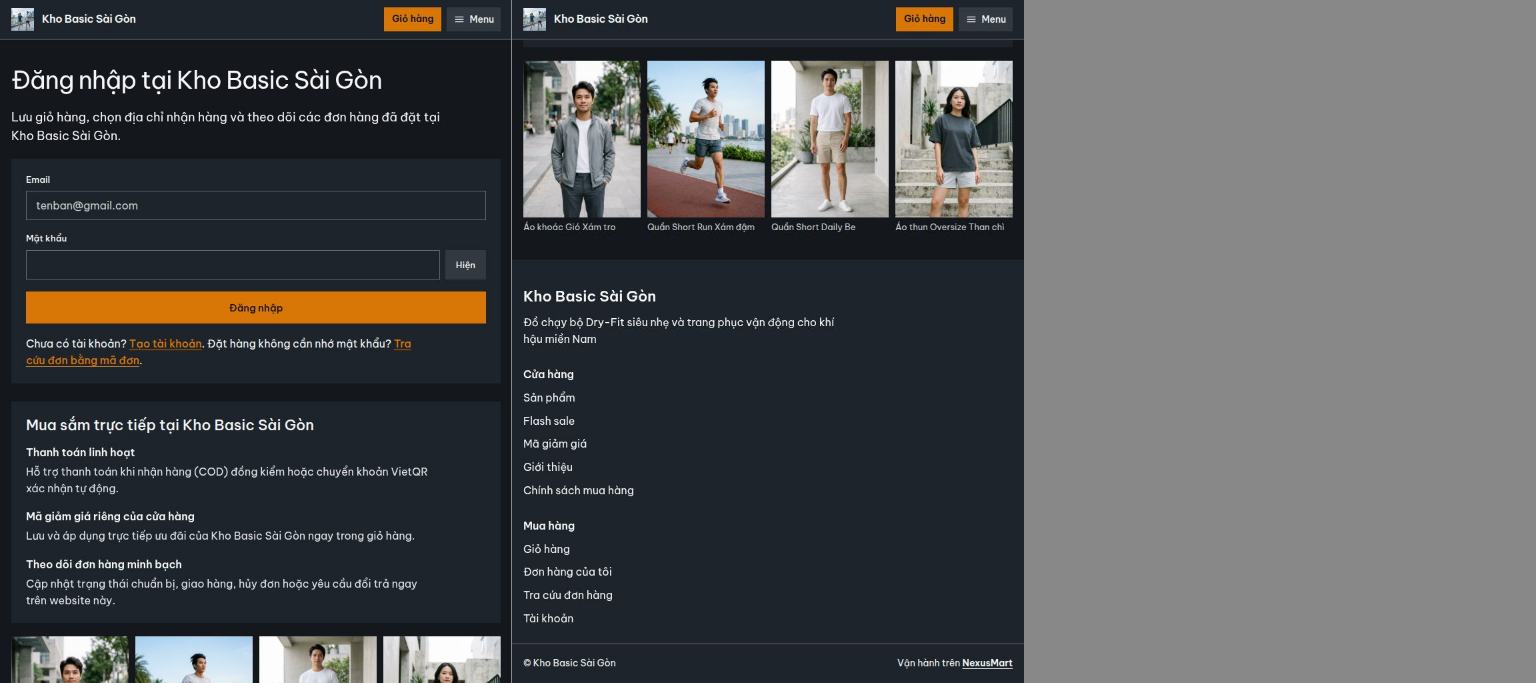 Kho Basic Sài Gòn
Giỏ hàng
Menu
Đăng nhập tại Kho Basic Sài Gòn
Lưu giỏ hàng, chọn địa chỉ nhận hàng và theo dõi các đơn hàng đã đặt tại
Kho Basic Sài Gòn.
Email
tenban@gmail.com
Mật khẩu
Hiện
Đăng nhập
Chưa có tài khoản? Tạo tài khoản. Đặt hàng không cần nhớ mật khẩu? Tra
cứu đơn bằng mã đơn.
Mua sắm trực tiếp tại Kho Basic Sài Gòn
Thanh toán linh hoạt
Hỗ trợ thanh toán khi nhận hàng (COD) đồng kiểm hoặc chuyển khoản VietQR
xác nhận tự động.
Mã giảm giá riêng của cửa hàng
Lưu và áp dụng trực tiếp ưu đãi của Kho Basic Sài Gòn ngay trong giỏ hàng.
Theo dõi đơn hàng minh bạch
Cập nhật trạng thái chuẩn bị, giao hàng, hủy đơn hoặc yêu cầu đổi trả ngay
trên website này.
Kho Basic Sài Gòn
Giỏ hàng
Menu
Áo khoác Gió Xám tro
Quần Short Run Xám đậm
Quần Short Daily Be
Áo thun Oversize Than chì
Kho Basic Sài Gòn
Đồ chạy bộ Dry-Fit siêu nhẹ và trang phục vận động cho khí
hậu miền Nam
Cửa hàng
Sản phẩm
Flash sale
Mã giảm giá
Giới thiệu
Chính sách mua hàng
Mua hàng
Giỏ hàng
Đơn hàng của tôi
Tra cứu đơn hàng
Tài khoản
© Kho Basic Sài Gòn
Vận hành trên NexusMart